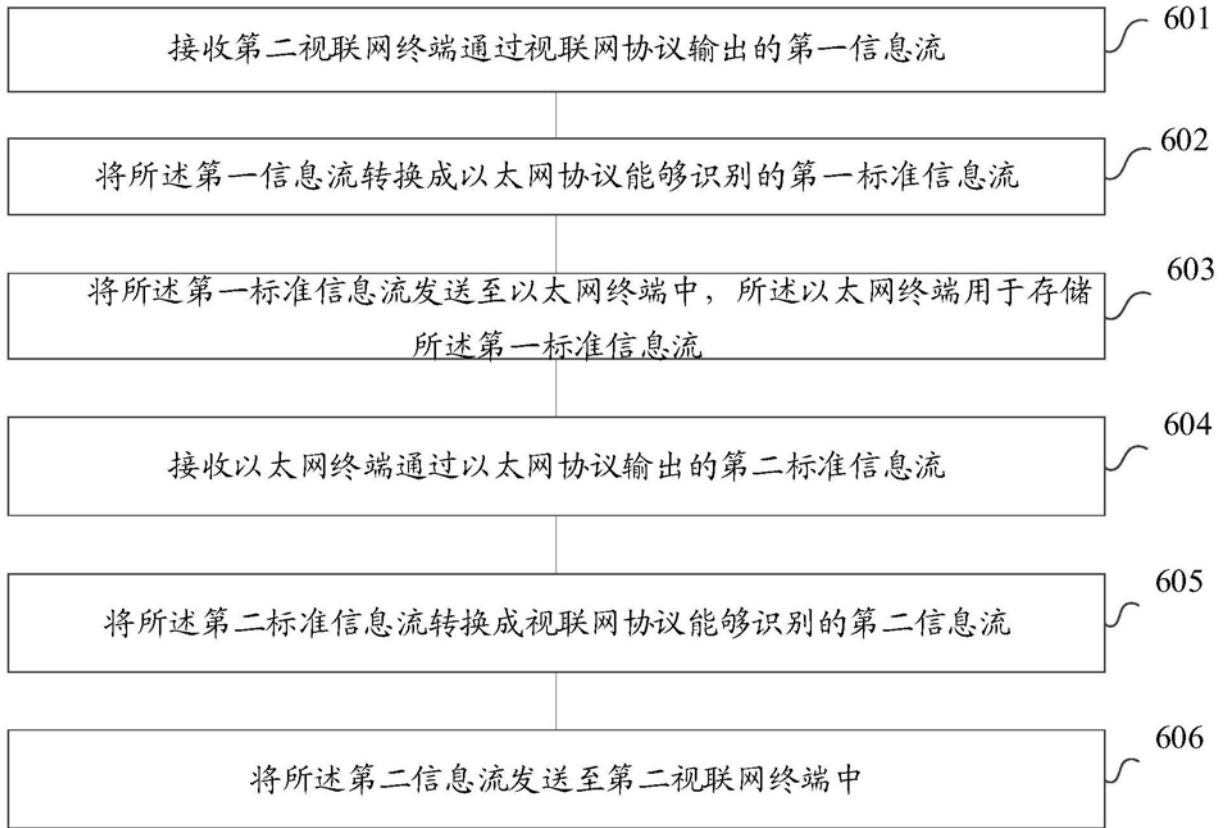 接收第二视联网终端通过视联网协议输出的第一信息流
601
将所述第一信息流转换成以太网协议能够识别的第一标准信息流
602
将所述第一标准信息流发送至以太网终端中，所述以太网终端用于存储
所述第一标准信息流
603
接收以太网终端通过以太网协议输出的第二标准信息流
604
将所述第二标准信息流转换成视联网协议能够识别的第二信息流
605
将所述第二信息流发送至第二视联网终端中
606